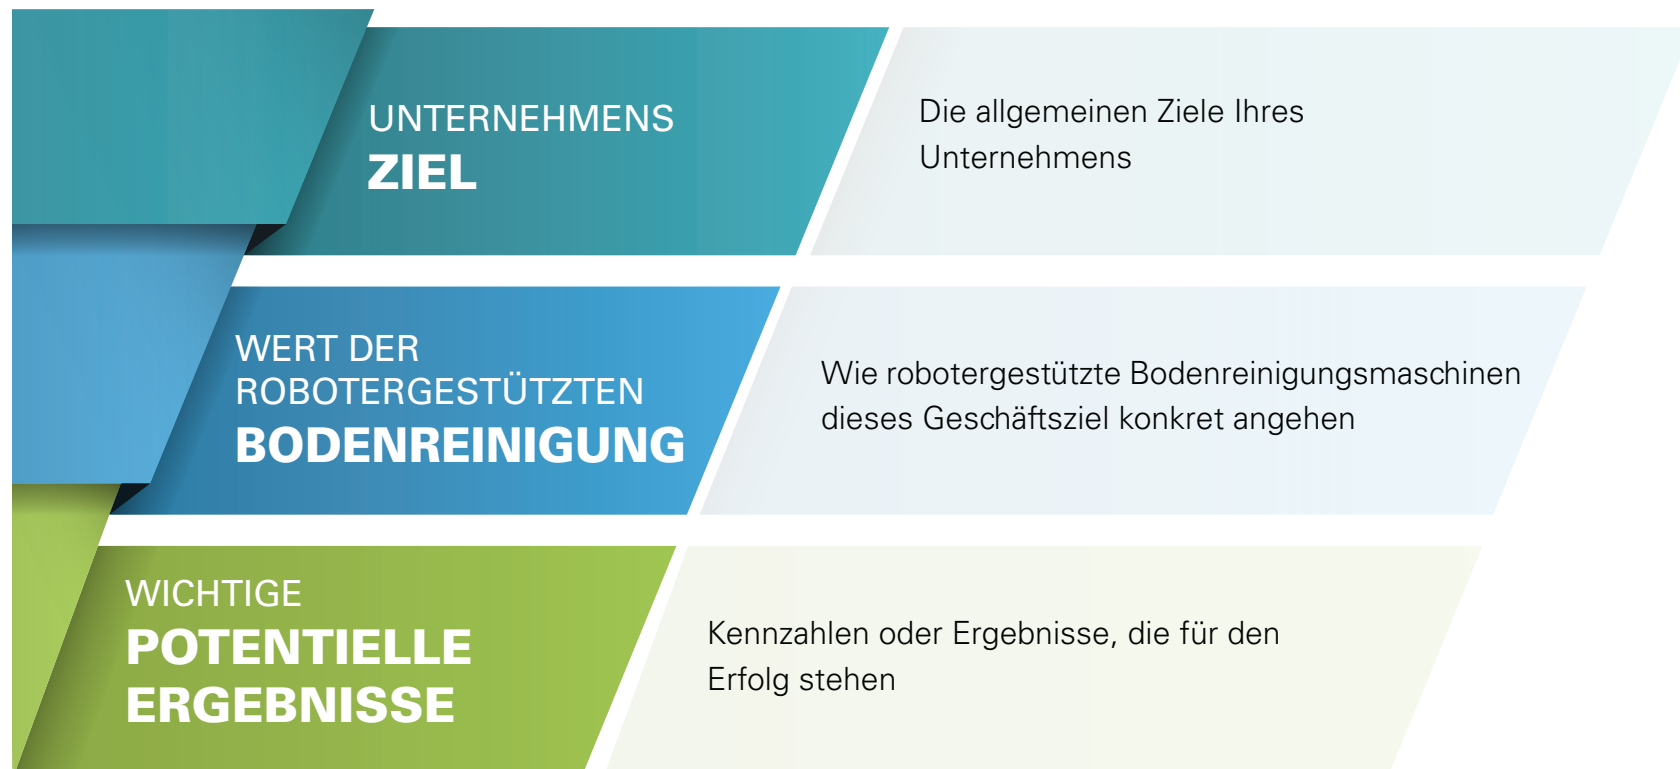 UNTERNEHMENS
ZIEL
Die allgemeinen Ziele Ihres
Unternehmens
WERT DER
ROBOTERGESTÜTZTEN
BODENREINIGUNG
Wie robotergestützte Bodenreinigungsmaschinen
dieses Geschäftsziel konkret angehen
WICHTIGE
POTENTIELLE
ERGEBNISSE
Kennzahlen oder Ergebnisse, die für den
Erfolg stehen